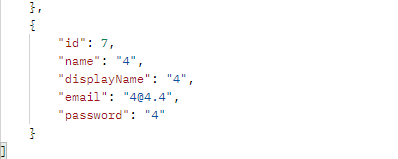 },
{
"id": 7,
"name": "4",
"displayName": "4",
"email": "4@4.4",
"password": "4"
}
]